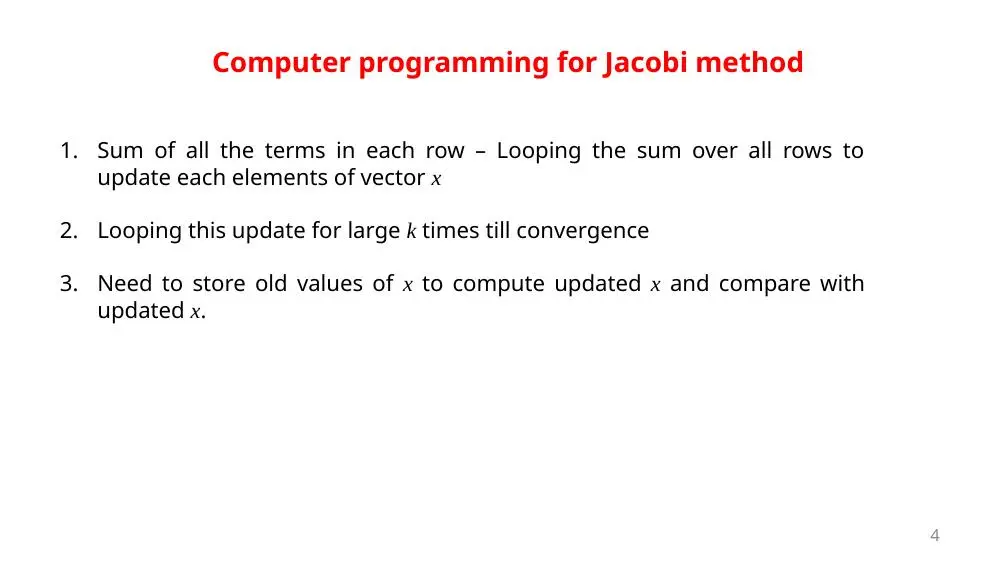 Computer programming for Jacobi method
1. Sum of all the terms in each row – Looping the sum over all rows to
update each elements of vector x
2. Looping this update for large k times till convergence
3. Need to store old values of x to compute updated x and compare with
updated x.
4